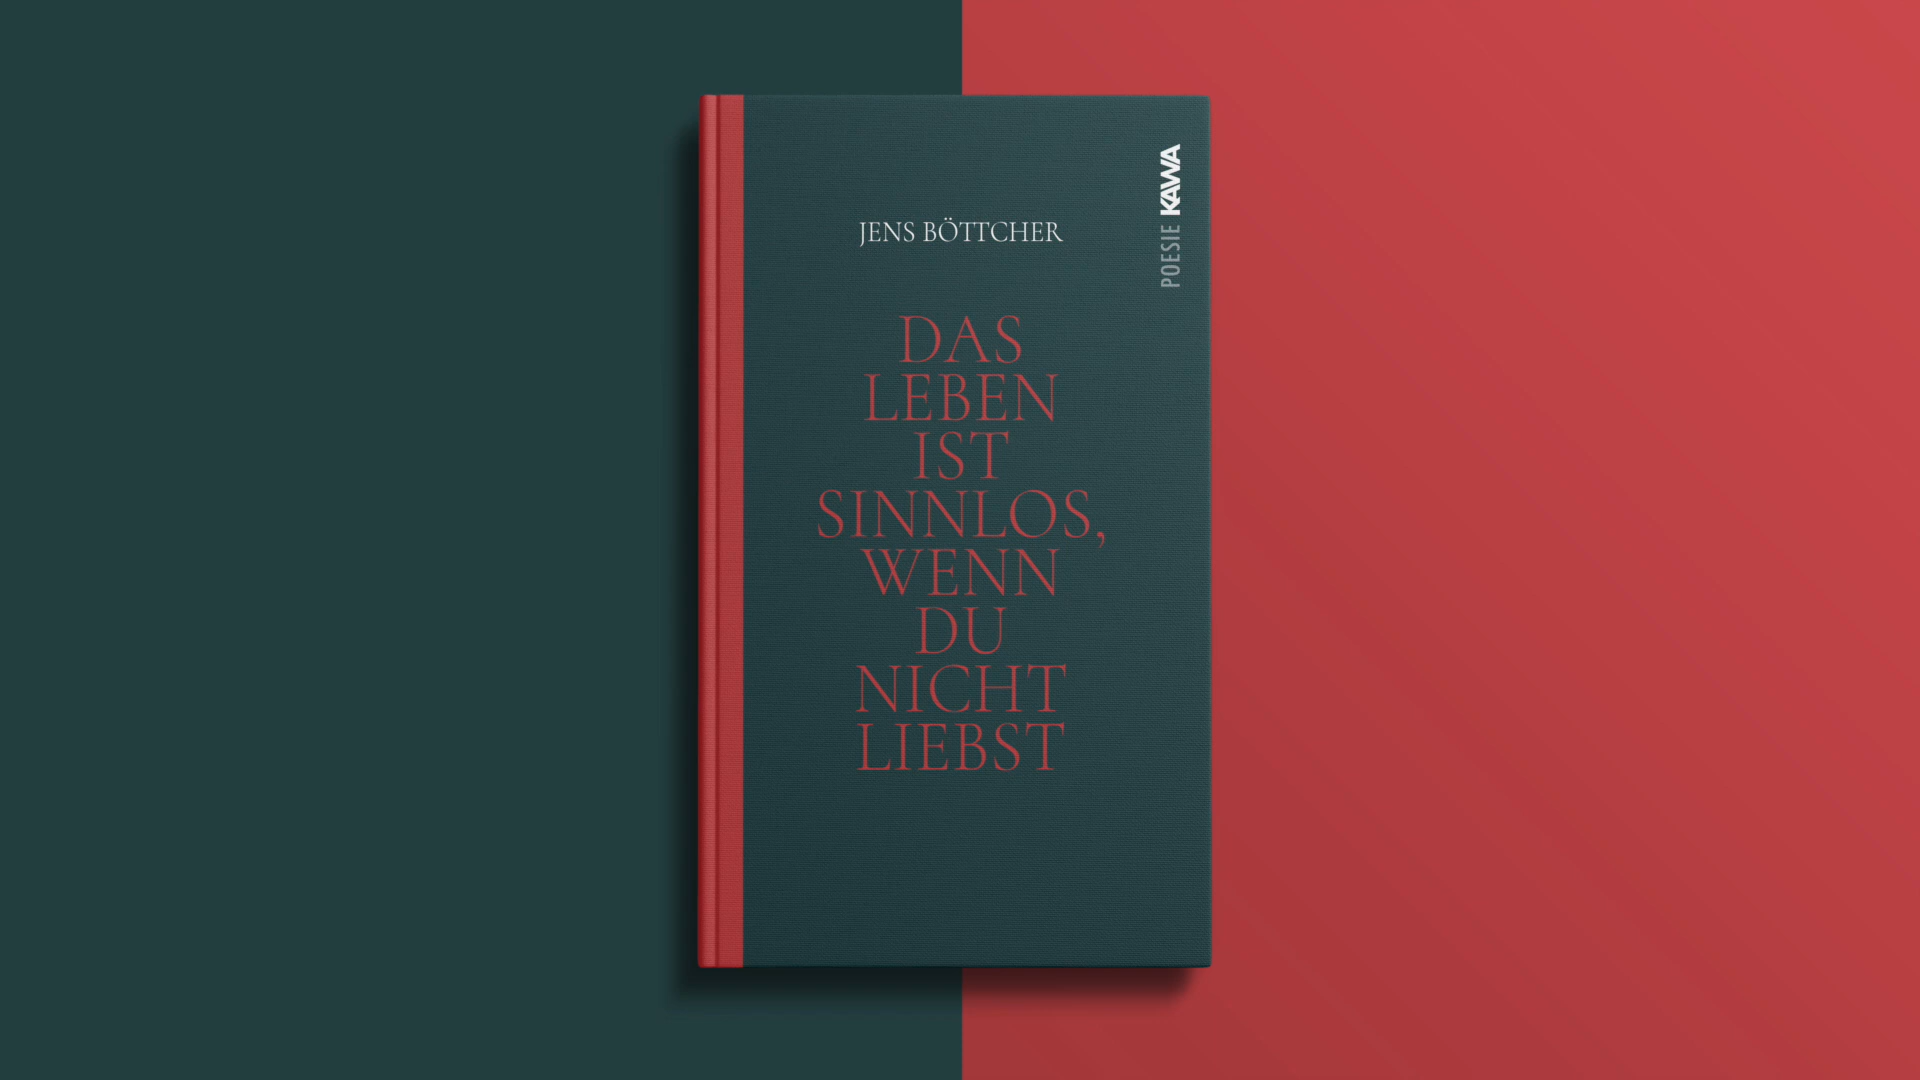 JENS BÖTTCHER
POESIE KAWA
DAS
LEBEN
IST
SINNLOS,
WENN
DU
NICHT
LIEBST